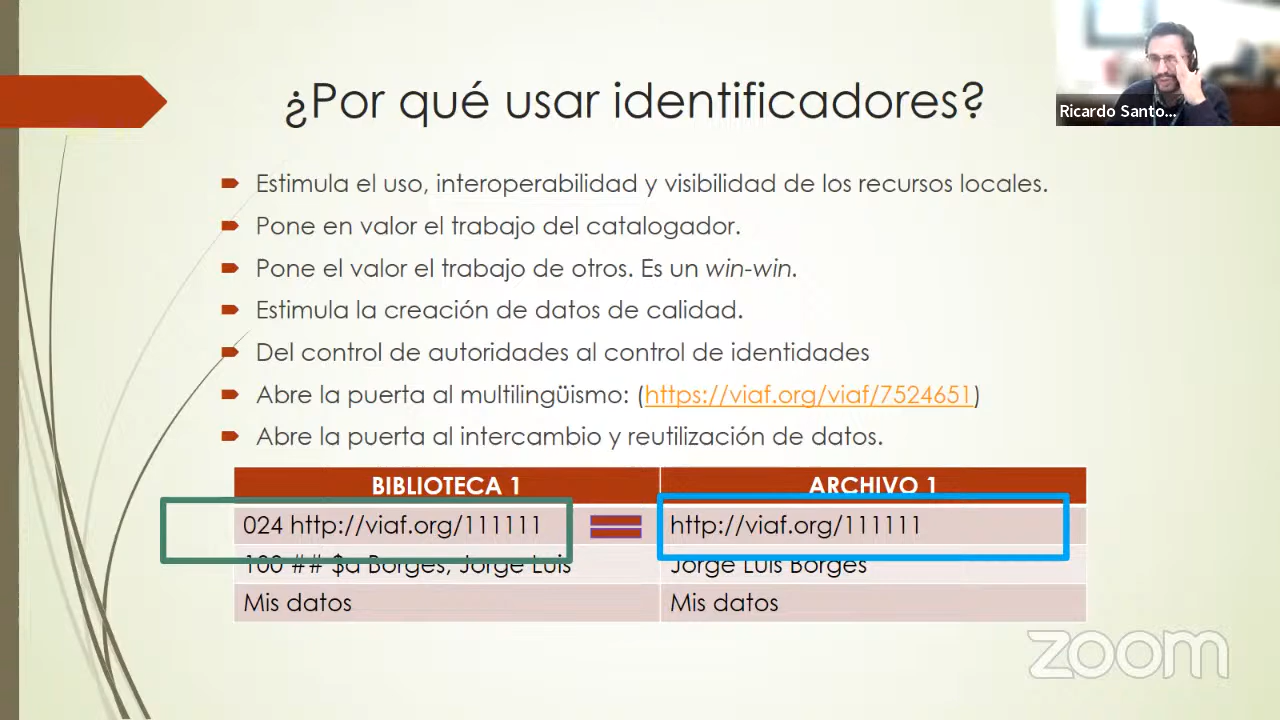 ¿Por qué usar identificadores?
Ricardo Santo...
Estimula el uso, interoperabilidad y visibilidad de los recursos locales.
Pone en valor el trabajo del catalogador.
Pone el valor el trabajo de otros. Es un win-win.
Estimula la creación de datos de calidad.
Del control de autoridades al control de identidades
Abre la puerta al multilingüismo: (https://viaf.org/viaf/7524651)
Abre la puerta al intercambio y reutilización de datos.
BIBLIOTECA 1 ARCHIVO 1
024 http://viaf.org/111111 http://viaf.org/111111
100 ## $a Borges, Jorge Luis Jorge Luis Borges
Mis datos Mis datos
zoom